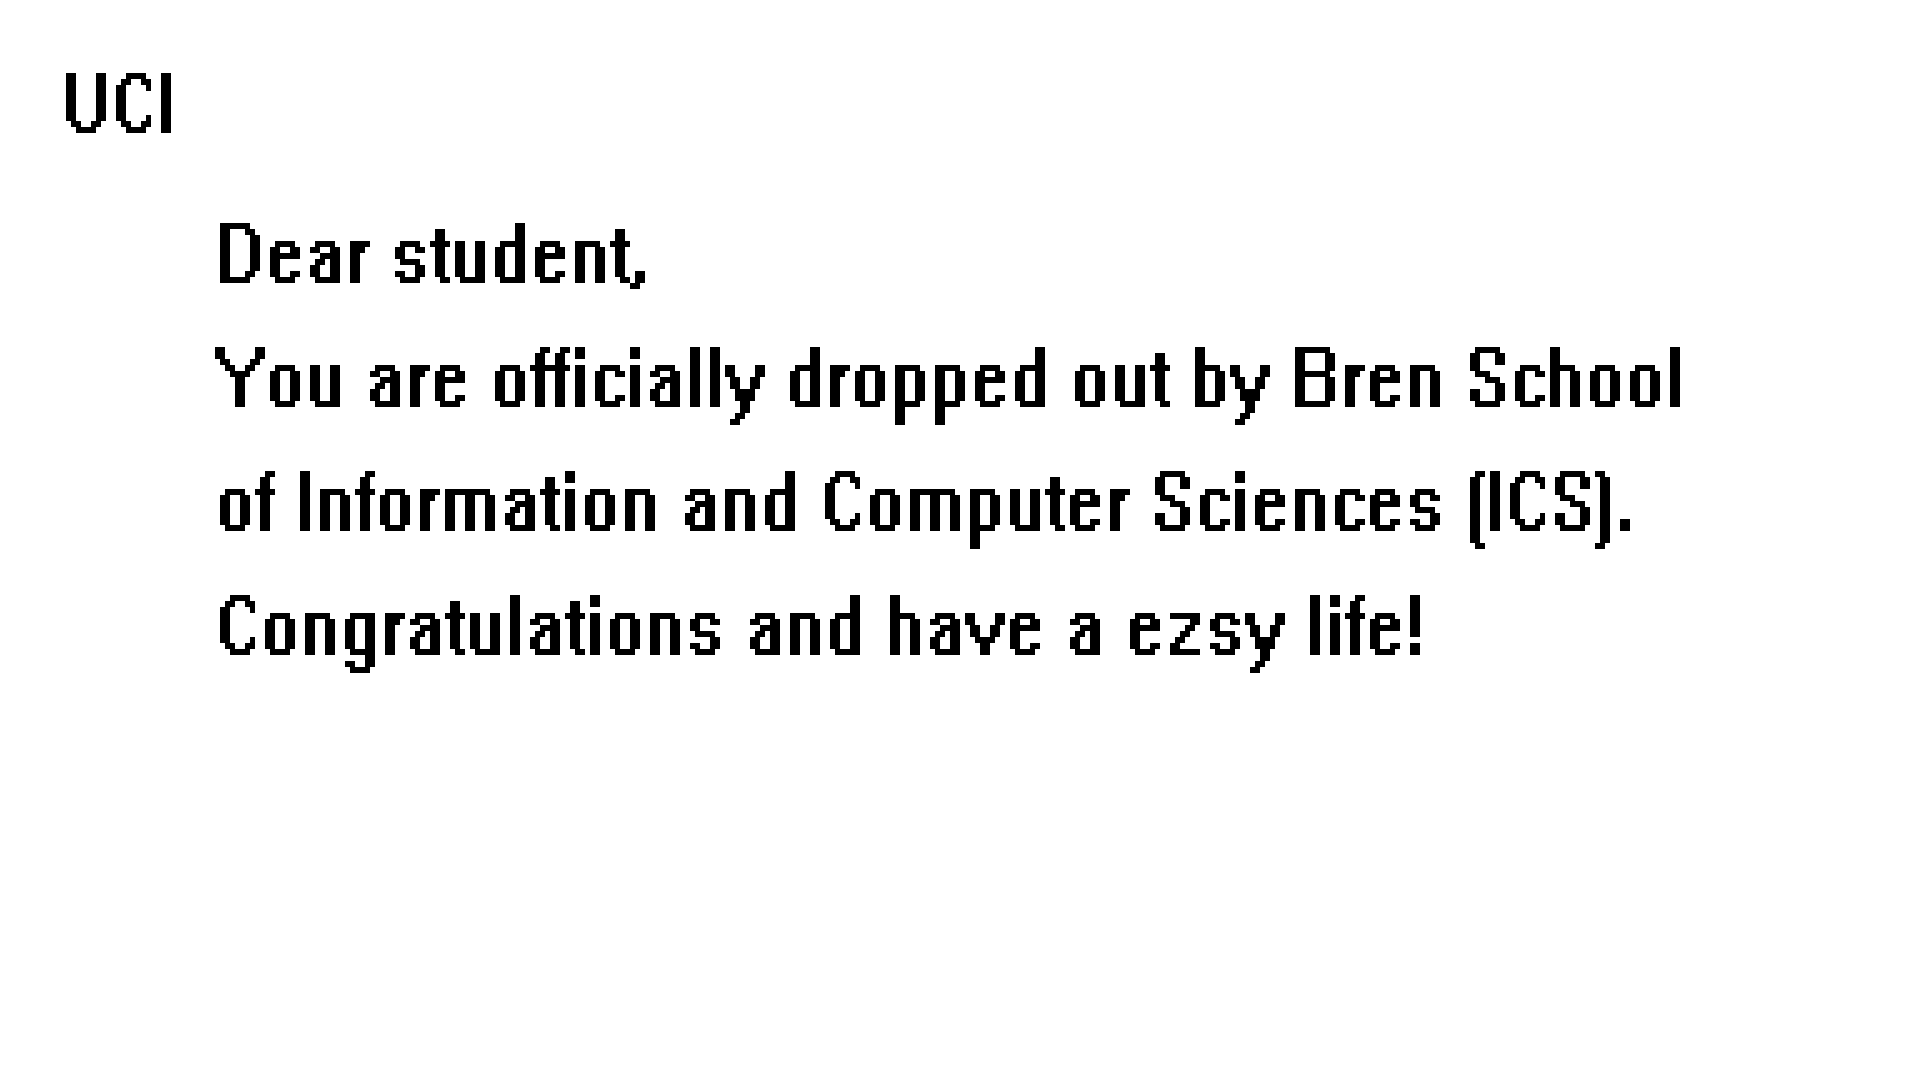 UCI
Dear student,
You are officially dropped out by Bren School
of Information and Computer Sciences (ICS).
Congratulations and have a ezsy life!